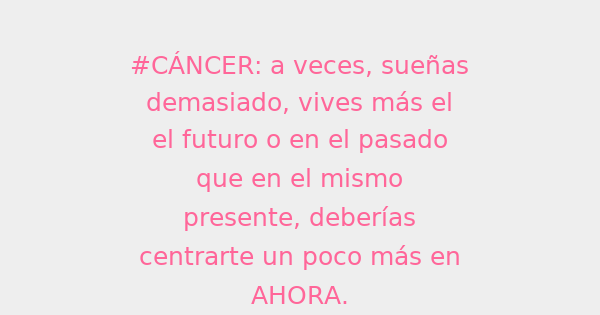 #CÁNCER: a veces, sueñas
demasiado, vives más el
el futuro o en el pasado
que en el mismo
presente, deberías
centrarte un poco más en
AHORA.